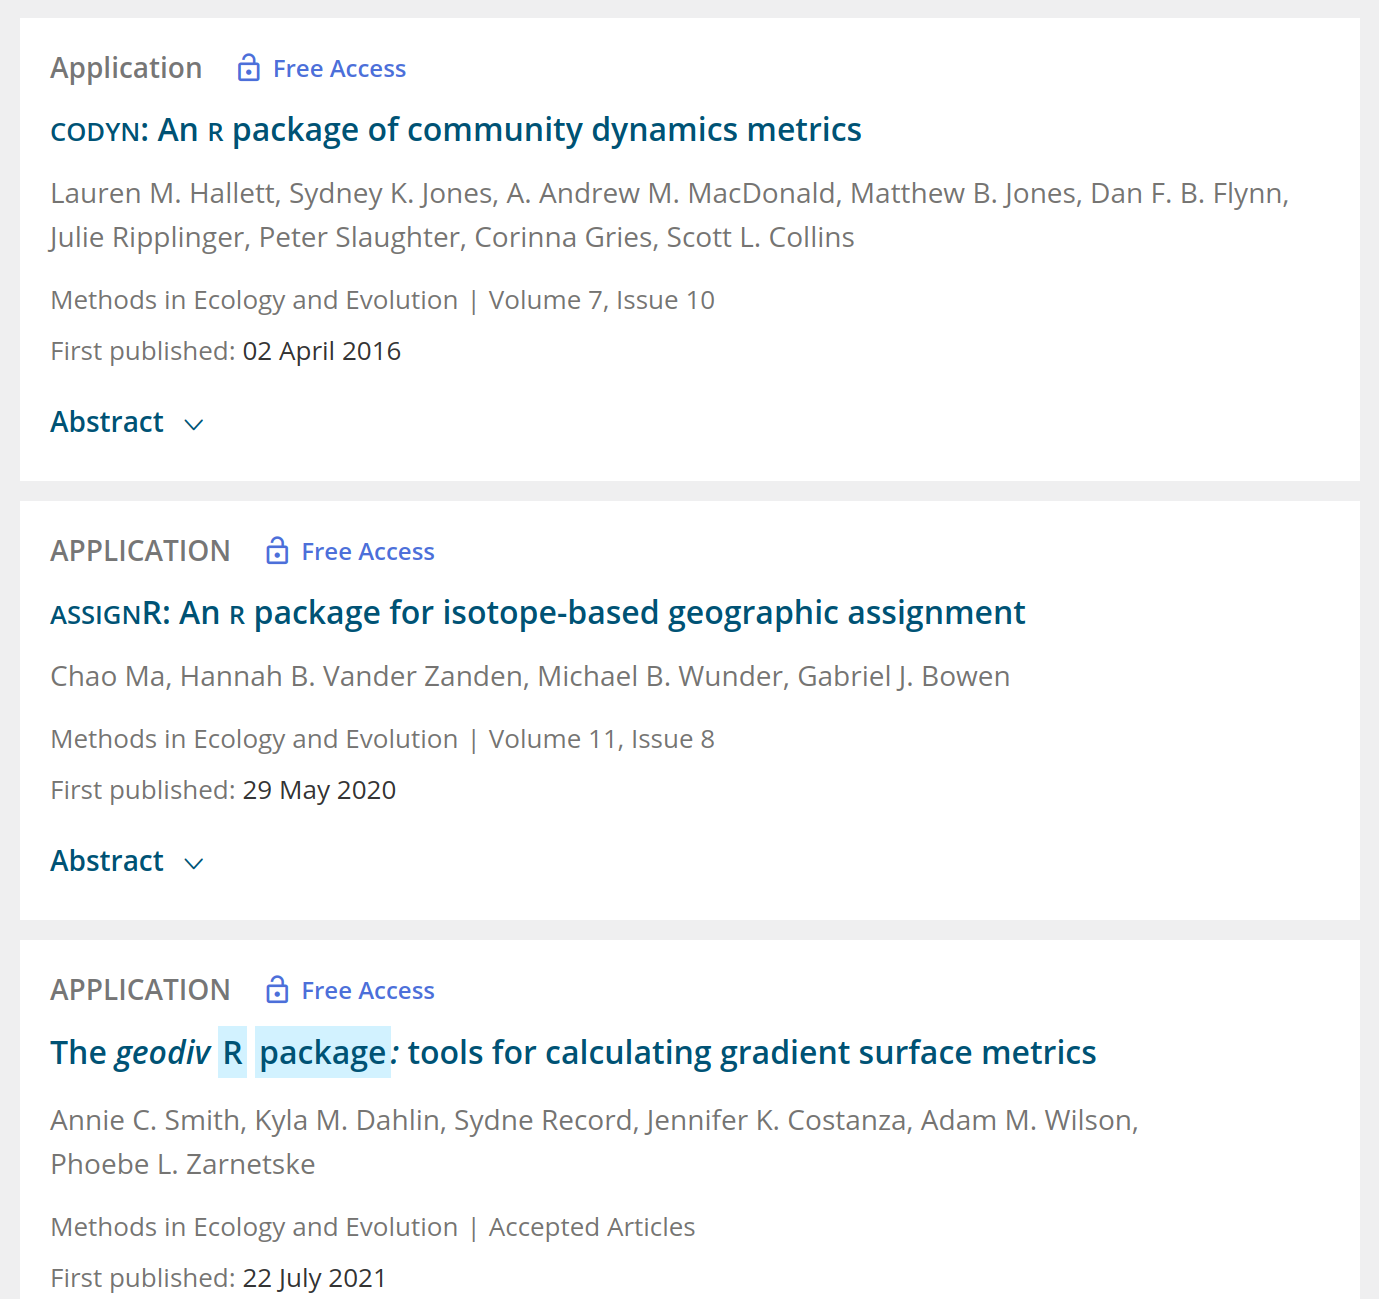 Application Free Access
CODYN: An R package of community dynamics metrics
Lauren M. Hallett, Sydney K. Jones, A. Andrew M. MacDonald, Matthew B. Jones, Dan F. B. Flynn,
Julie Ripplinger, Peter Slaughter, Corinna Gries, Scott L. Collins
Methods in Ecology and Evolution | Volume 7, Issue 10
First published: 02 April 2016
Abstract
APPLICATION Free Access
ASSIGNR: An R package for isotope-based geographic assignment
Chao Ma, Hannah B. Vander Zanden, Michael B. Wunder, Gabriel J. Bowen
Methods in Ecology and Evolution | Volume 11, Issue 8
First published: 29 May 2020
Abstract
APPLICATION Free Access
The geodiv R package: tools for calculating gradient surface metrics
Annie C. Smith, Kyla M. Dahlin, Sydne Record, Jennifer K. Costanza, Adam M. Wilson,
Phoebe L. Zarnetske
Methods in Ecology and Evolution | Accepted Articles
First published: 22 July 2021